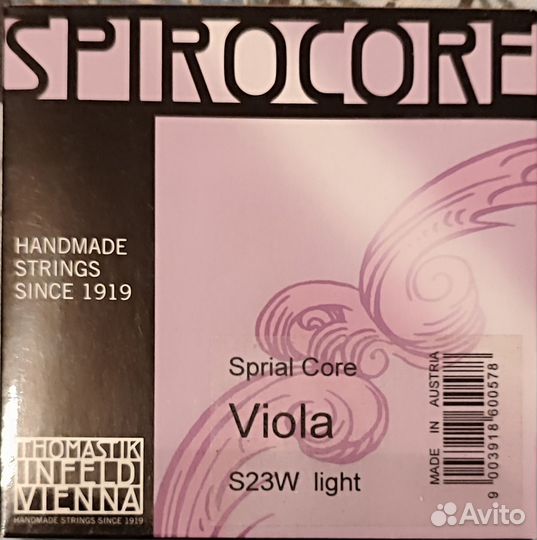 SPIROCORE
HANDMADE
STRINGS
SINCE 1919
Sprial Core
Viola
S23W light
MADE IN AUSTRIA
9 003918 600578
THOMASTIK
INFELD
VIENNA
HANDMADE STRINGS SINCE 1919
Avito